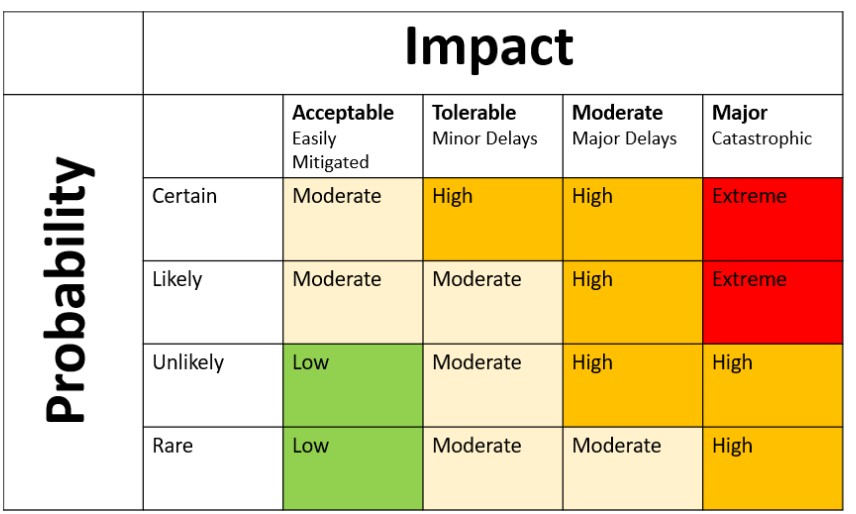 Impact
Probability
Acceptable Tolerable Moderate Major
Easily Minor Delays Major Delays Catastrophic
Mitigated
Certain Moderate High High Extreme
Likely Moderate Moderate High Extreme
Unlikely Low Moderate High High
Rare Low Moderate Moderate High